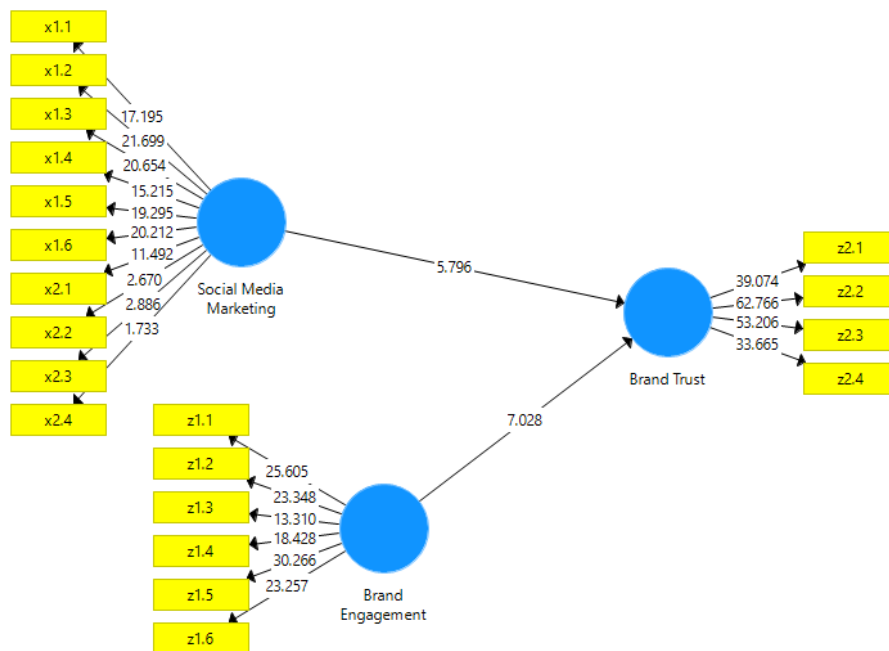 x1.1
x1.2
x1.3
x1.4
x1.5
x1.6
x2.1
x2.2
x2.3
x2.4
17.195
21.699
20.654
15.215
19.295
20.212
11.492
2.670
2.886
1.733
Social Media
Marketing
5.796
z1.1
z1.2
z1.3
z1.4
z1.5
z1.6
25.605
23.348
13.310
18.428
30.266
23.257
Brand
Engagement
7.028
Brand Trust
39.074
62.766
53.206
33.665
z2.1
z2.2
z2.3
z2.4